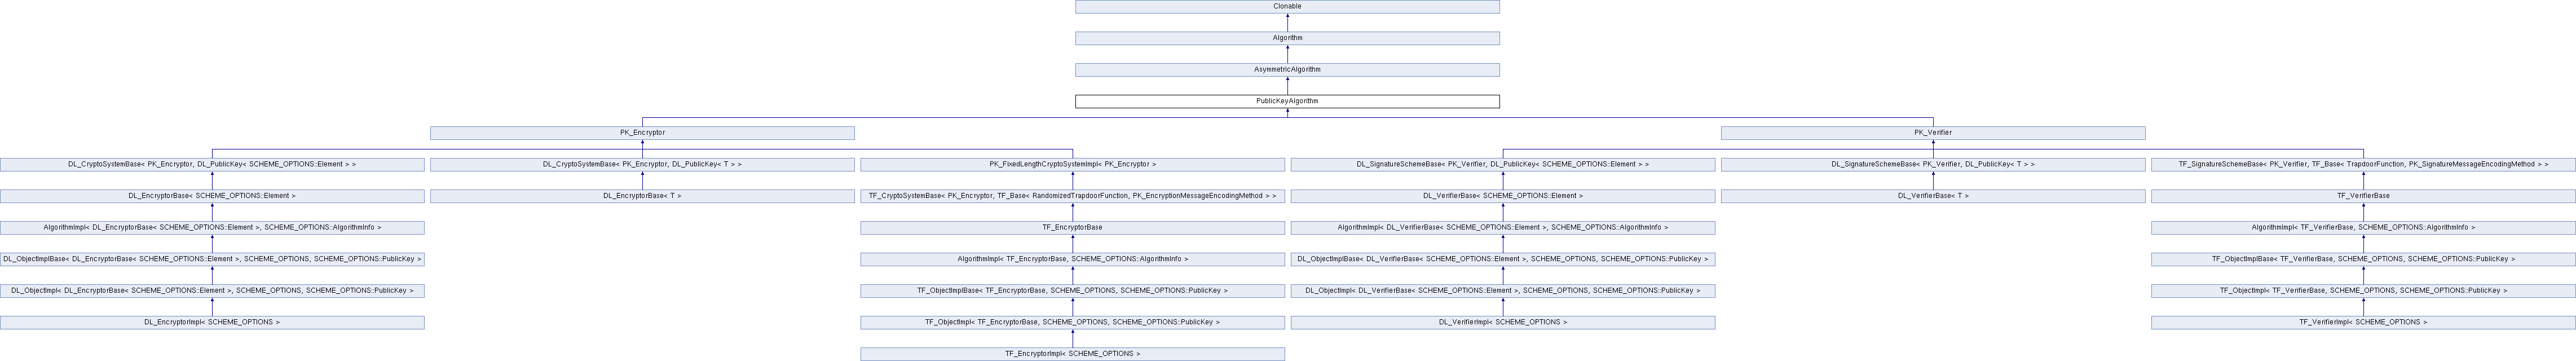 Clonable
Algorithm
AsymmetricAlgorithm
PublicKeyAlgorithm
PK_Encryptor
PK_Verifier
DL_CryptoSystemBase< PK_Encryptor, DL_PublicKey< SCHEME_OPTIONS::Element > >
DL_CryptoSystemBase< PK_Encryptor, DL_PublicKey< T > >
PK_FixedLengthCryptoSystemImpl< PK_Encryptor >
DL_SignatureSchemeBase< PK_Verifier, DL_PublicKey< SCHEME_OPTIONS::Element > >
DL_SignatureSchemeBase< PK_Verifier, DL_PublicKey< T > >
TF_SignatureSchemeBase< PK_Verifier, TF_Base< TrapdoorFunction, PK_SignatureMessageEncodingMethod > >
DL_EncryptorBase< SCHEME_OPTIONS::Element >
DL_EncryptorBase< T >
TF_CryptoSystemBase< PK_Encryptor, TF_Base< RandomizedTrapdoorFunction, PK_EncryptionMessageEncodingMethod > >
DL_VerifierBase< SCHEME_OPTIONS::Element >
DL_VerifierBase< T >
TF_VerifierBase
AlgorithmImpl< DL_EncryptorBase< SCHEME_OPTIONS::Element >, SCHEME_OPTIONS::AlgorithmInfo >
TF_EncryptorBase
AlgorithmImpl< DL_VerifierBase< SCHEME_OPTIONS::Element >, SCHEME_OPTIONS::AlgorithmInfo >
AlgorithmImpl< TF_VerifierBase, SCHEME_OPTIONS::AlgorithmInfo >
DL_ObjectImplBase< DL_EncryptorBase< SCHEME_OPTIONS::Element >, SCHEME_OPTIONS, SCHEME_OPTIONS::PublicKey >
AlgorithmImpl< TF_EncryptorBase, SCHEME_OPTIONS::AlgorithmInfo >
DL_ObjectImplBase< DL_VerifierBase< SCHEME_OPTIONS::Element >, SCHEME_OPTIONS, SCHEME_OPTIONS::PublicKey >
TF_ObjectImplBase< TF_VerifierBase, SCHEME_OPTIONS, SCHEME_OPTIONS::PublicKey >
DL_ObjectImpl< DL_EncryptorBase< SCHEME_OPTIONS::Element >, SCHEME_OPTIONS, SCHEME_OPTIONS::PublicKey >
TF_ObjectImplBase< TF_EncryptorBase, SCHEME_OPTIONS, SCHEME_OPTIONS::PublicKey >
DL_ObjectImpl< DL_VerifierBase< SCHEME_OPTIONS::Element >, SCHEME_OPTIONS, SCHEME_OPTIONS::PublicKey >
TF_ObjectImpl< TF_VerifierBase, SCHEME_OPTIONS, SCHEME_OPTIONS::PublicKey >
DL_EncryptorImpl< SCHEME_OPTIONS >
TF_ObjectImpl< TF_EncryptorBase, SCHEME_OPTIONS, SCHEME_OPTIONS::PublicKey >
DL_VerifierImpl< SCHEME_OPTIONS >
TF_VerifierImpl< SCHEME_OPTIONS >
TF_EncryptorImpl< SCHEME_OPTIONS >